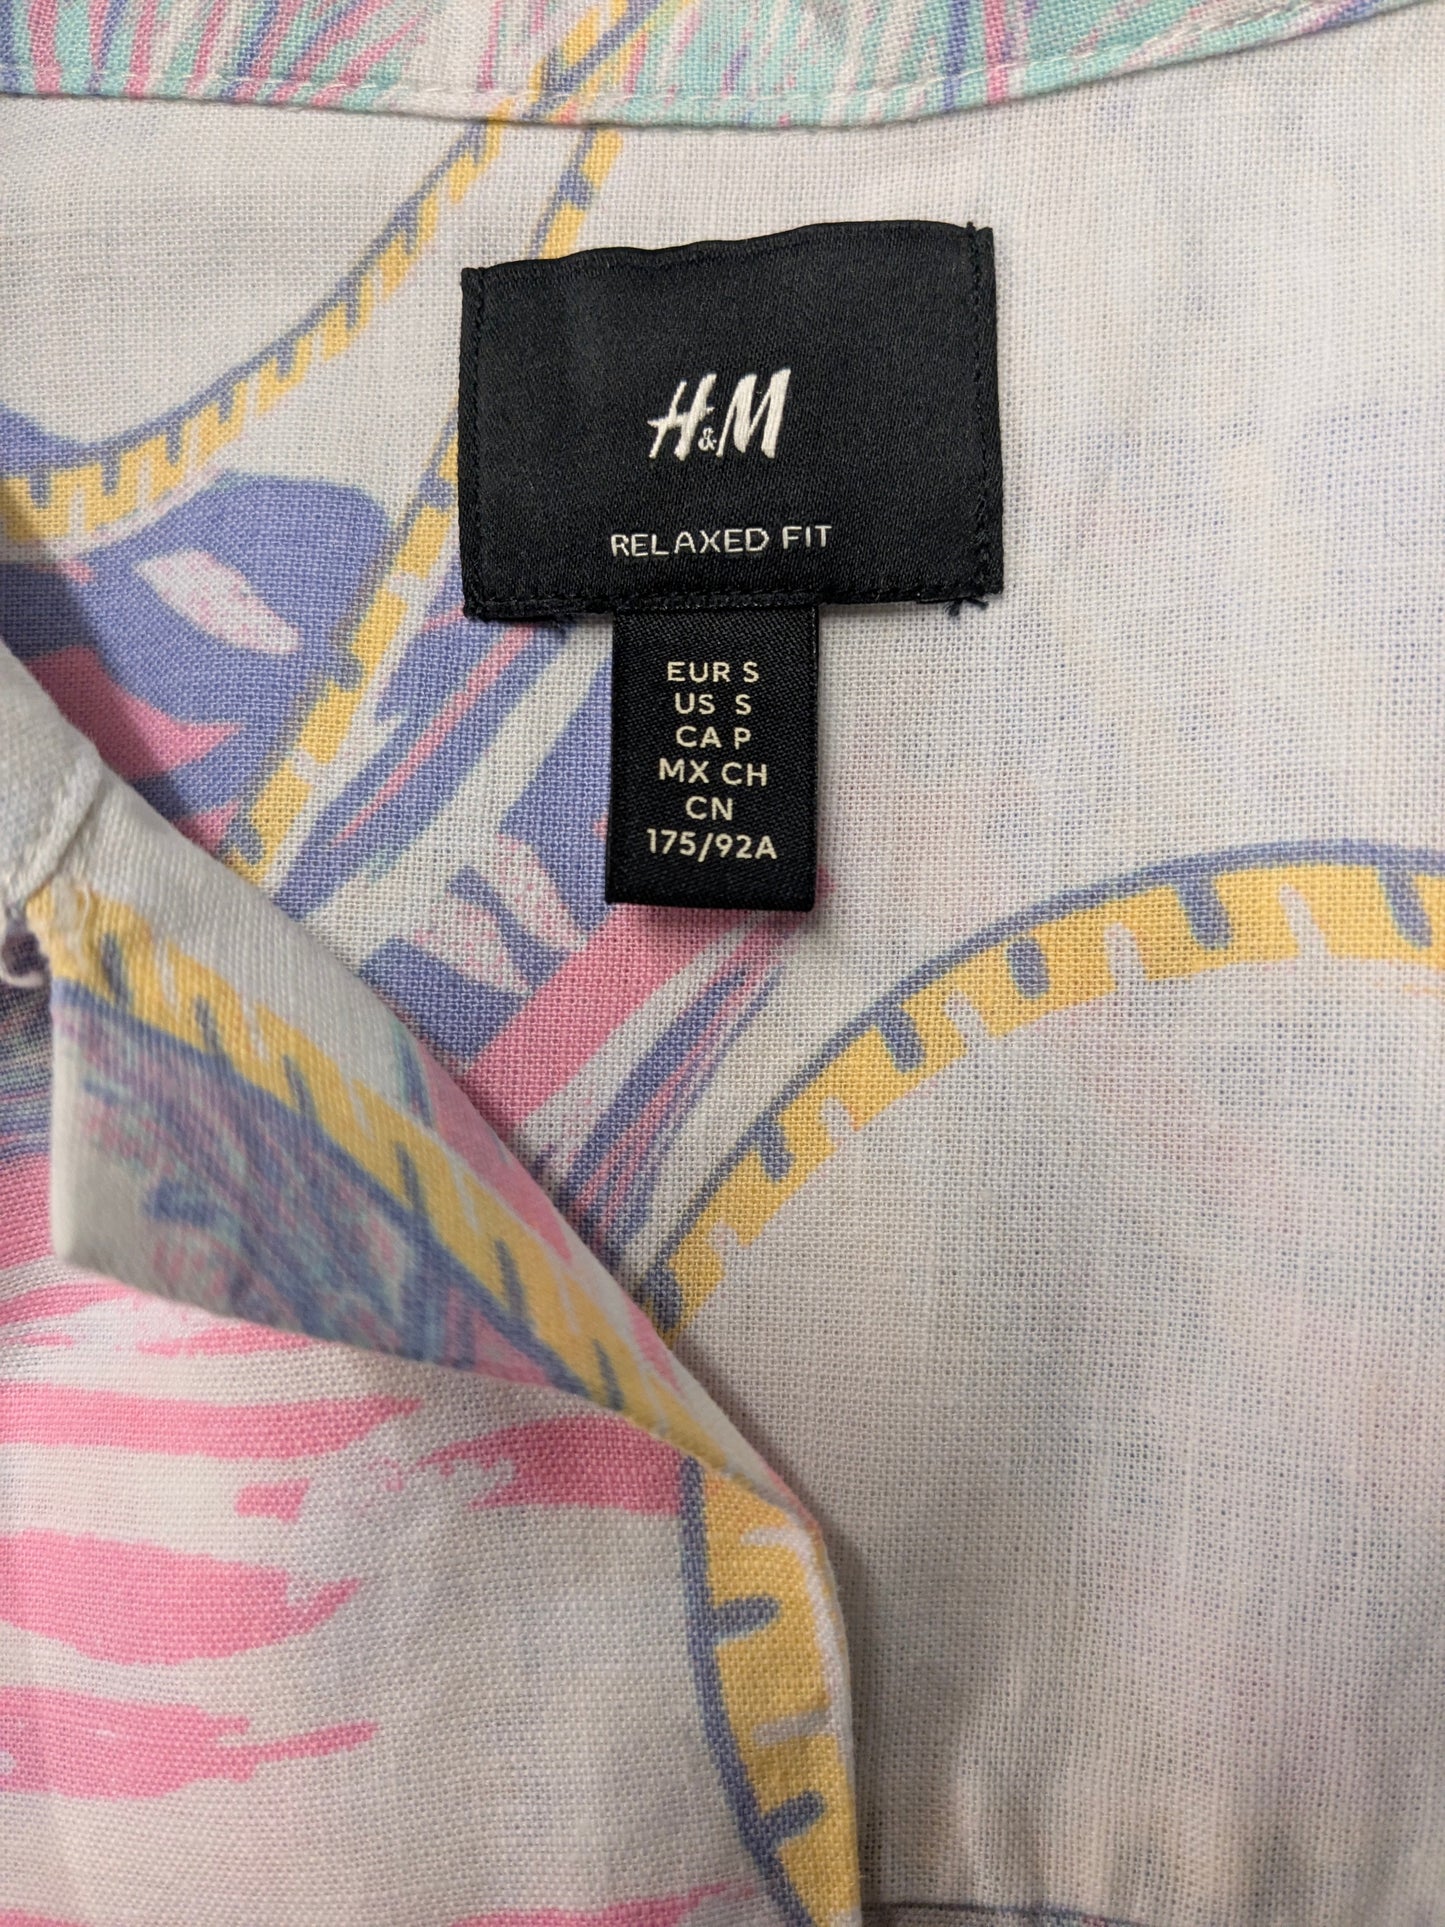 H&M
RELAXED FIT
EUR S
US S
CA P
MX CH
CN
175/92A